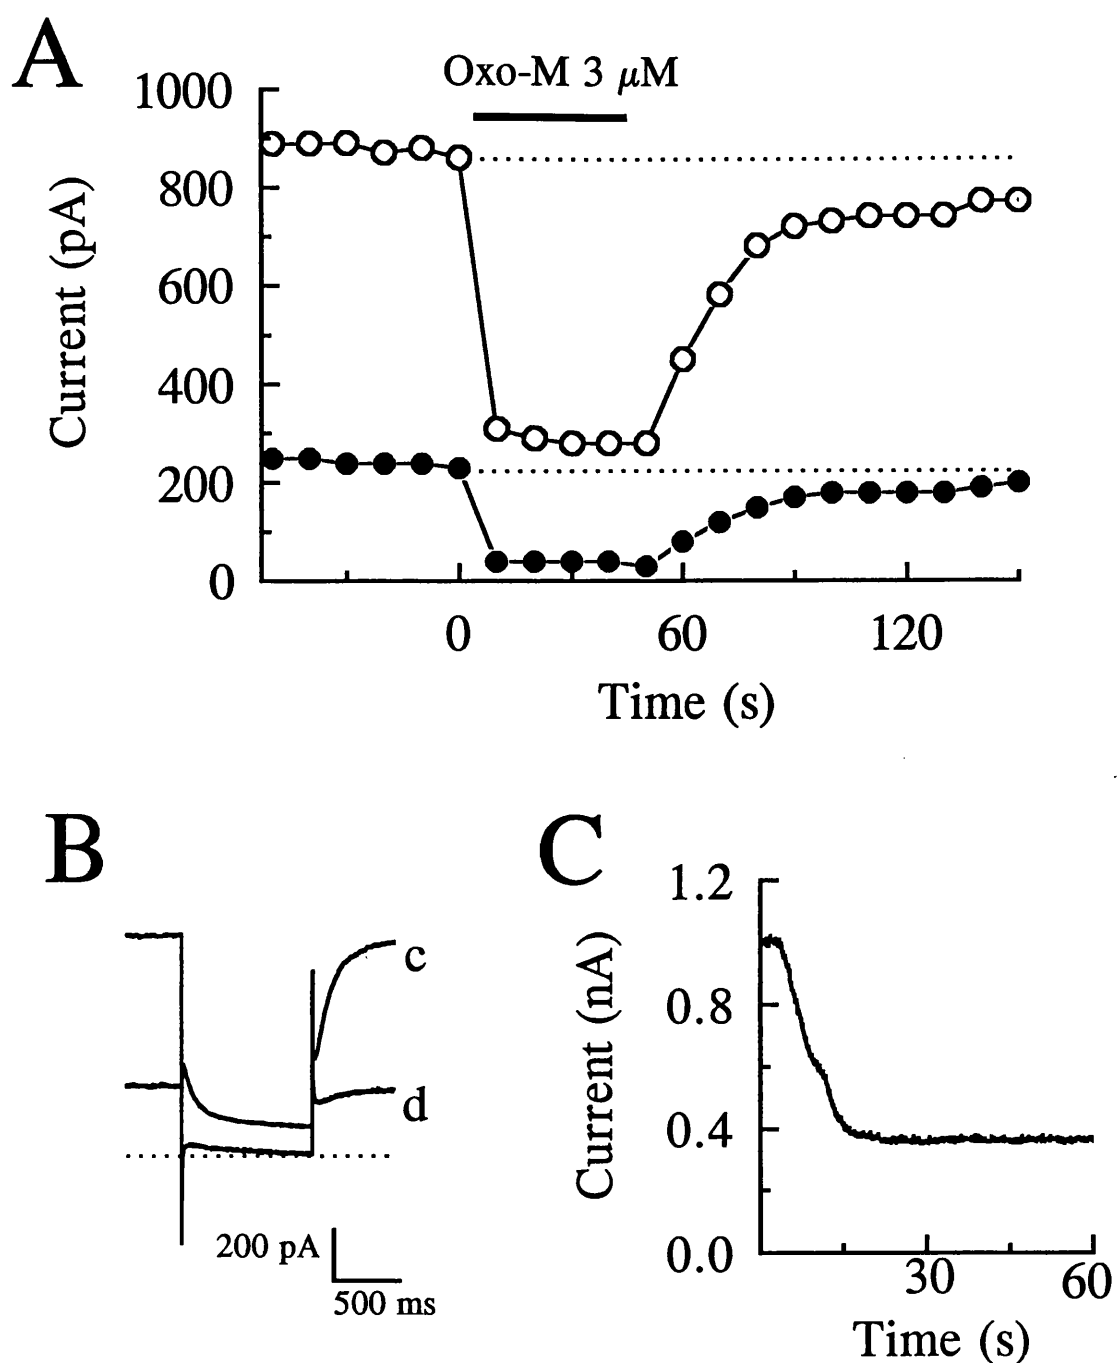 A
Oxo-M 3 μM
1000
800
600
400
200
0
Current (pA)
0 60 120
Time (s)
B
c
d
200 pA
500 ms
C
1.2
0.8
0.4
0.0
Current (nA)
30 60
Time (s)